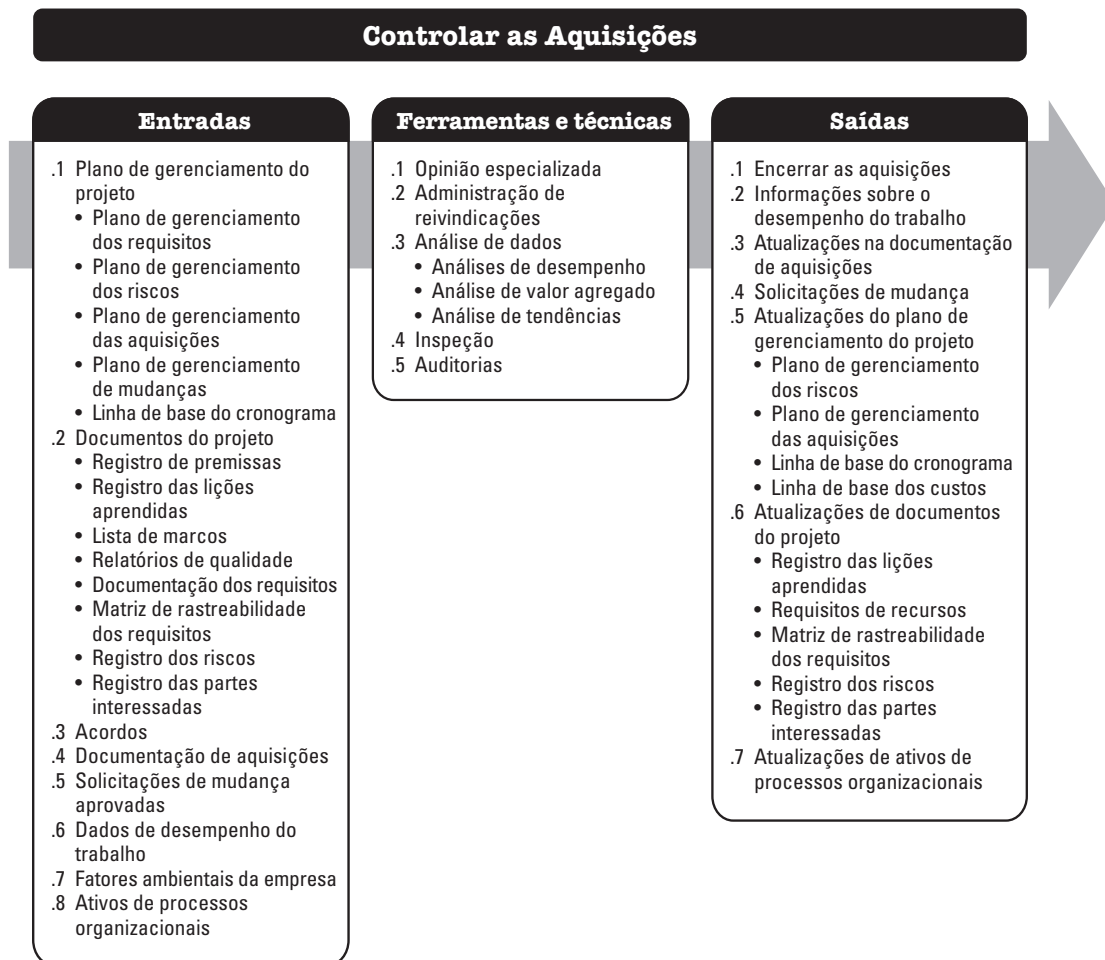 Controlar as Aquisições
Entradas
.1 Plano de gerenciamento do
projeto
• Plano de gerenciamento
dos requisitos
• Plano de gerenciamento
dos riscos
• Plano de gerenciamento
das aquisições
• Plano de gerenciamento
de mudanças
• Linha de base do cronograma
.2 Documentos do projeto
• Registro de premissas
• Registro das lições
aprendidas
• Lista de marcos
• Relatórios de qualidade
• Documentação dos requisitos
• Matriz de rastreabilidade
dos requisitos
• Registro dos riscos
• Registro das partes
interessadas
.3 Acordos
.4 Documentação de aquisições
.5 Solicitações de mudança
aprovadas
.6 Dados de desempenho do
trabalho
.7 Fatores ambientais da empresa
.8 Ativos de processos
organizacionais
Ferramentas e técnicas
.1 Opinião especializada
.2 Administração de
reivindicações
.3 Análise de dados
• Análises de desempenho
• Análise de valor agregado
• Análise de tendências
.4 Inspeção
.5 Auditorias
Saídas
.1 Encerrar as aquisições
.2 Informações sobre o
desempenho do trabalho
.3 Atualizações na documentação
de aquisições
.4 Solicitações de mudança
.5 Atualizações do plano de
gerenciamento do projeto
• Plano de gerenciamento
dos riscos
• Plano de gerenciamento
das aquisições
• Linha de base do cronograma
• Linha de base dos custos
.6 Atualizações de documentos
do projeto
• Registro das lições
aprendidas
• Requisitos de recursos
• Matriz de rastreabilidade
dos requisitos
• Registro dos riscos
• Registro das partes
interessadas
.7 Atualizações de ativos de
processos organizacionais